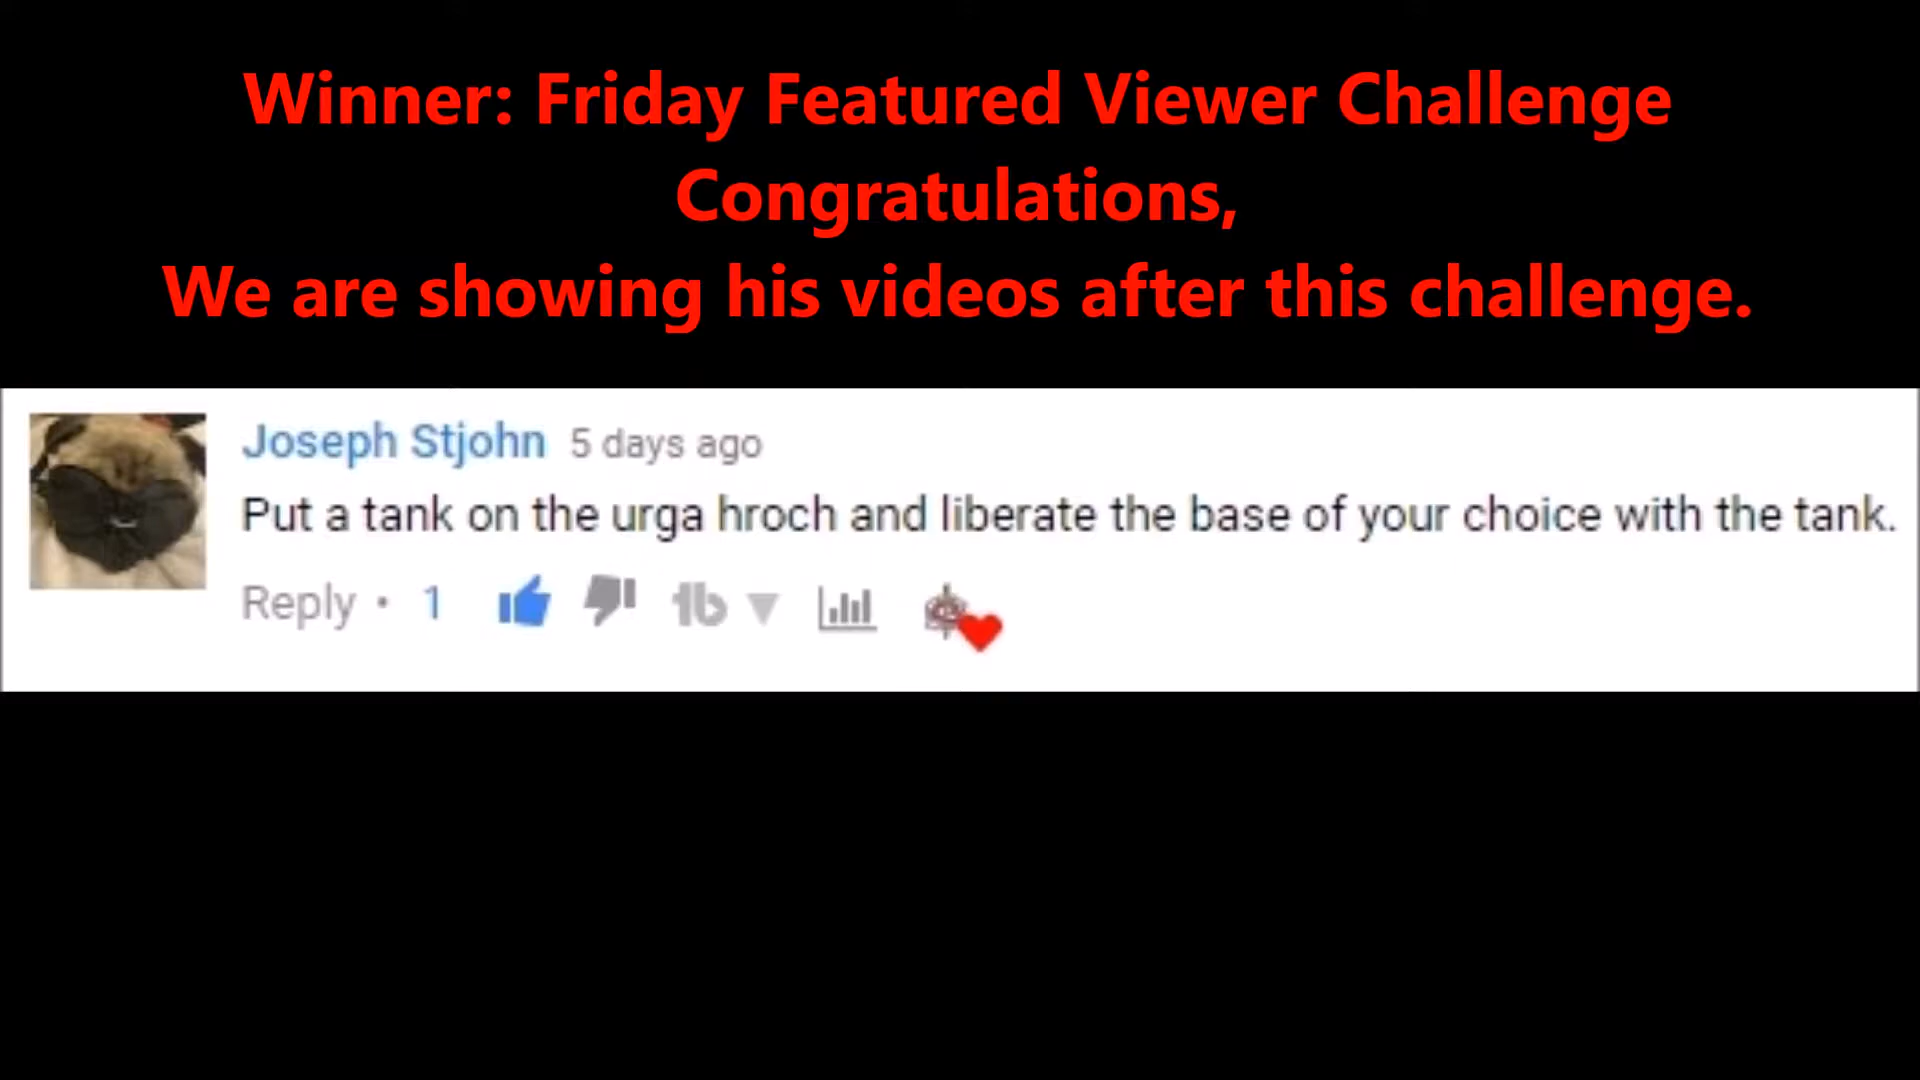 Winner: Friday Featured Viewer Challenge
Congratulations,
We are showing his videos after this challenge.
Joseph Stjohn 5 days ago
Put a tank on the urga hroch and liberate the base of your choice with the tank.
Reply • 1